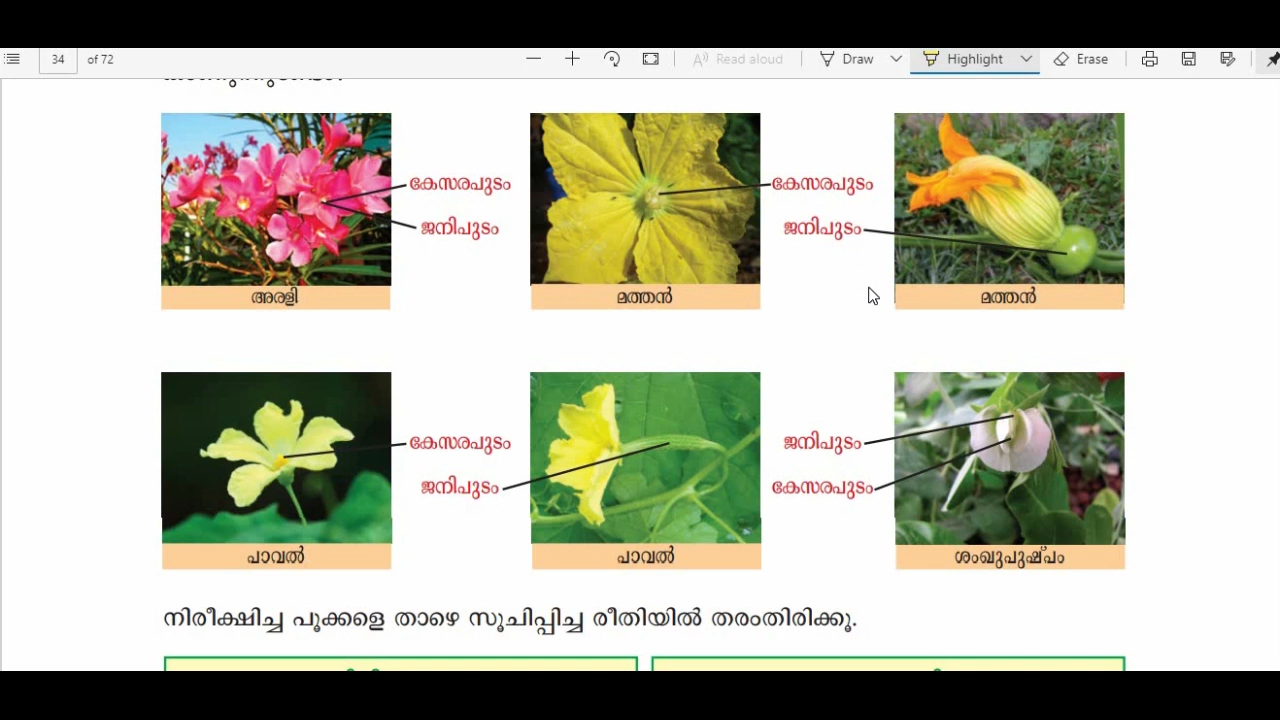 34 of 72 Read aloud Draw Highlight Erase
കേസരപുടം
ജനിപുടം
അരളി
കേസരപുടം
ജനിപുടം
മത്തൻ
മത്തൻ
കേസരപുടം
ജനിപുടം
പാവൽ
പാവൽ
ജനിപുടം
കേസരപുടം
ശംഖുപുഷ്പം
നിരീക്ഷിച്ച പൂക്കളെ താഴെ സൂചിപ്പിച്ച രീതിയിൽ തരംതിരിക്കൂ.